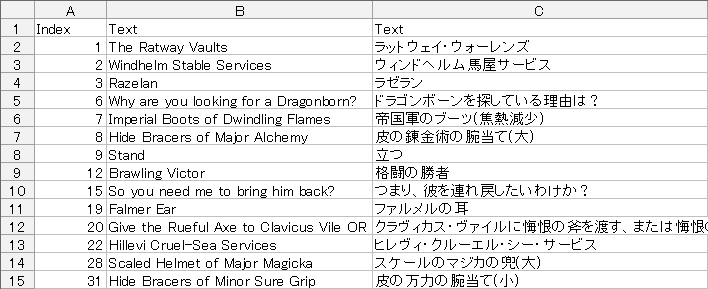 A B C
1 Index Text Text
2 1 The Ratway Vaults ラットウェイ・ウォーレンズ
3 2 Windhelm Stable Services ウィンドヘルム馬屋サービス
4 3 Razelan ラゼラン
5 6 Why are you looking for a Dragonborn? ドラゴンボーンを探している理由は？
6 7 Imperial Boots of Dwindling Flames 帝国軍のブーツ(焦熱減少)
7 8 Hide Bracers of Major Alchemy 皮の錬金術の腕当て(大)
8 9 Stand 立つ
9 12 Brawling Victor 格闘の勝者
10 15 So you need me to bring him back? つまり、彼を連れ戻したいわけか？
11 19 Falmer Ear ファルメルの耳
12 20 Give the Rueful Axe to Clavicus Vile OR クラヴィカス・ヴァイルに悔恨の斧を渡す、または悔恨の
13 22 Hillevi Cruel-Sea Services ヒレヴィ・クルーエル・シー・サービス
14 28 Scaled Helmet of Major Magicka スケールのマジカの兜(大)
15 31 Hide Bracers of Minor Sure Grip 皮の万力の腕当て(小)